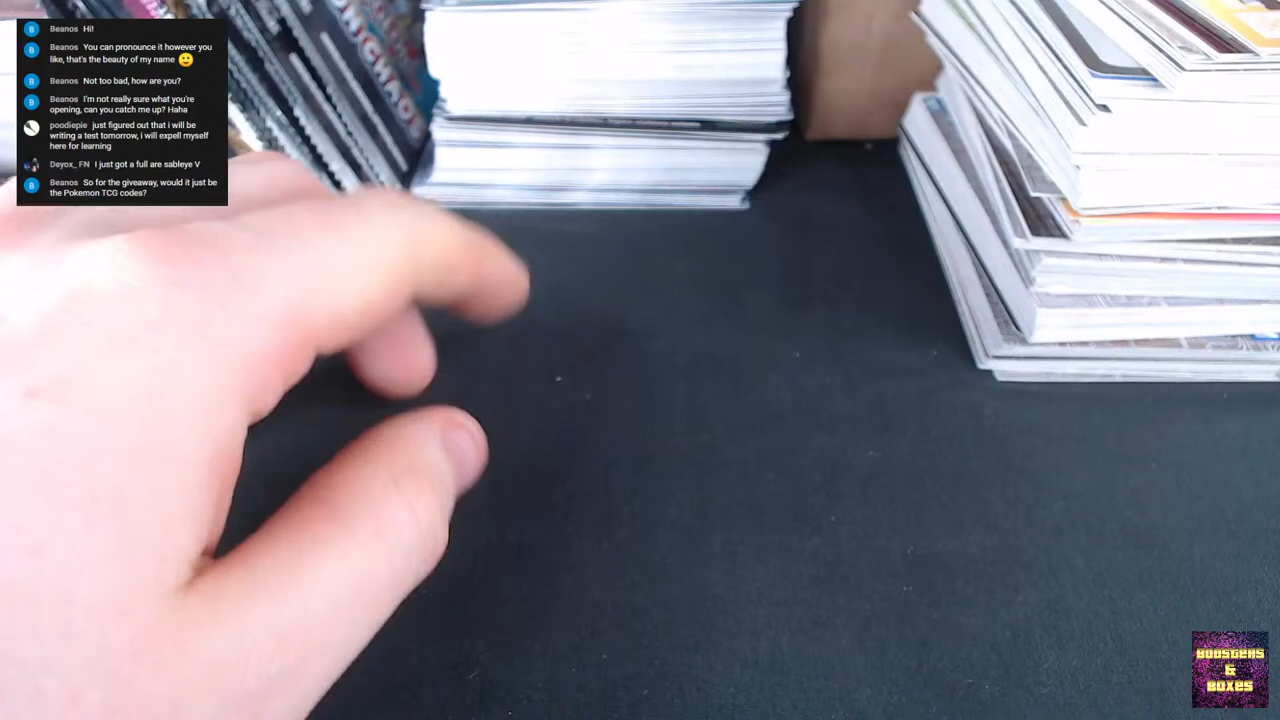 Beanos Hi!
Beanos You can pronounce it however you
like, that's the beauty of my name
Beanos Not too bad, how are you?
Beanos I'm not really sure what you're
opening, can you catch me up? Haha
poodiepie just figured out that i will be
writing a test tomorrow, i will expell myself
here for learning
Deyox_FN I just got a full are sableye V
Beanos So for the giveaway, would it just be
the Pokemon TCG codes?
BOOSTERS
&
BOXES